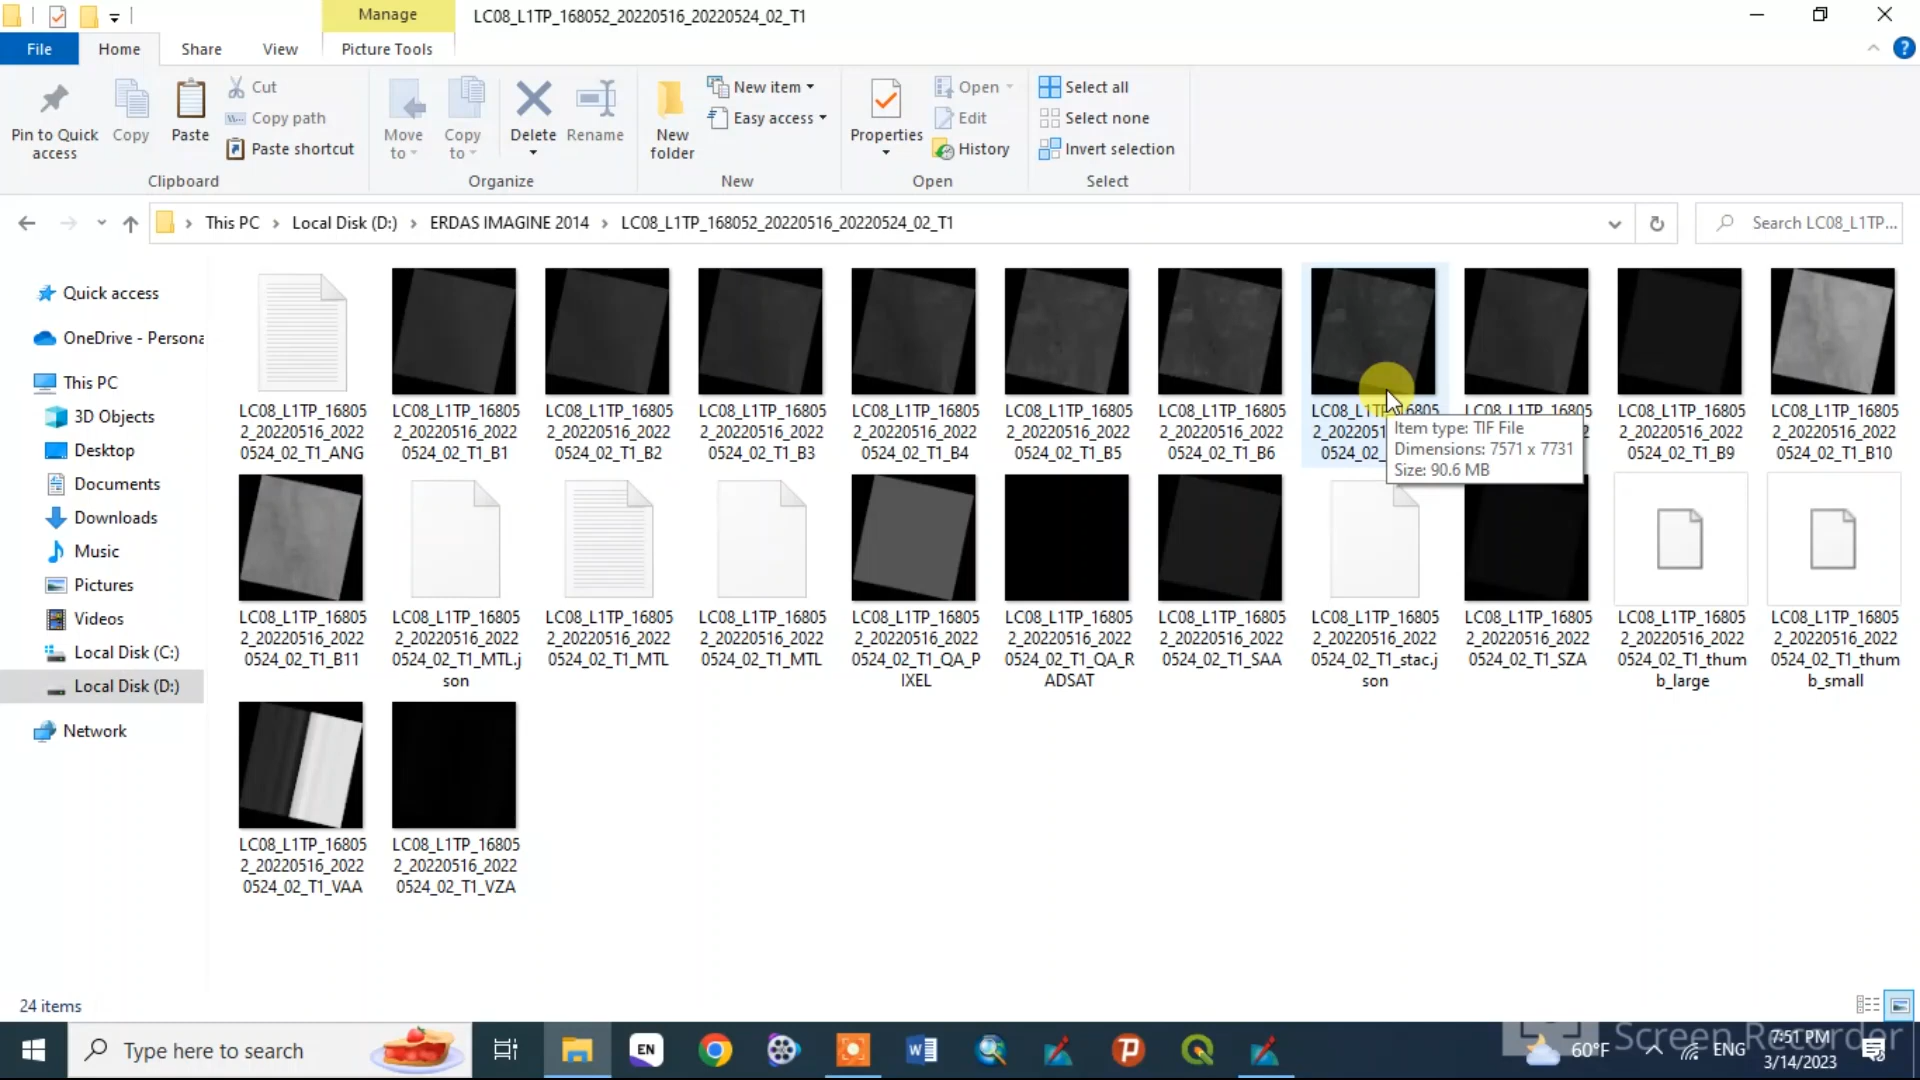 Manage
LC08_L1TP_168052_20220516_20220524_02_T1
File
Home
Share
View
Picture Tools
Pin to Quick
access
Copy
Paste
Cut
Copy path
Paste shortcut
Clipboard
Move
to
Copy
to
Delete
Rename
Organize
New
folder
New item
Easy access
New
Properties
Open
Edit
History
Open
Select all
Select none
Invert selection
Select
This PC
Local Disk (D:)
ERDAS IMAGINE 2014
LC08_L1TP_168052_20220516_20220524_02_T1
Search LC08_L1TP...
Quick access
OneDrive - Persona
This PC
3D Objects
Desktop
Documents
Downloads
Music
Pictures
Videos
Local Disk (C:)
Local Disk (D:)
Network
LC08_L1TP_16805
2_20220516_2022
0524_02_T1_ANG
LC08_L1TP_16805
2_20220516_2022
0524_02_T1_B1
LC08_L1TP_16805
2_20220516_2022
0524_02_T1_B2
LC08_L1TP_16805
2_20220516_2022
0524_02_T1_B3
LC08_L1TP_16805
2_20220516_2022
0524_02_T1_B4
LC08_L1TP_16805
2_20220516_2022
0524_02_T1_B5
LC08_L1TP_16805
2_20220516_2022
0524_02_T1_B6
LC08_L1TP_16805
LC08_L1TP_16805
Item type: TIF File
Dimensions: 7571 x 7731
Size: 90.6 MB
LC08_L1TP_16805
2_20220516_2022
0524_02_T1_B9
LC08_L1TP_16805
2_20220516_2022
0524_02_T1_B10
LC08_L1TP_16805
2_20220516_2022
0524_02_T1_B11
LC08_L1TP_16805
2_20220516_2022
0524_02_T1_MTL.j
son
LC08_L1TP_16805
2_20220516_2022
0524_02_T1_MTL
LC08_L1TP_16805
2_20220516_2022
0524_02_T1_MTL
LC08_L1TP_16805
2_20220516_2022
0524_02_T1_QA_P
IXEL
LC08_L1TP_16805
2_20220516_2022
0524_02_T1_QA_R
ADSAT
LC08_L1TP_16805
2_20220516_2022
0524_02_T1_SAA
LC08_L1TP_16805
2_20220516_2022
0524_02_T1_stac.j
son
LC08_L1TP_16805
2_20220516_2022
0524_02_T1_SZA
LC08_L1TP_16805
2_20220516_2022
0524_02_T1_thum
b_large
LC08_L1TP_16805
2_20220516_2022
0524_02_T1_thum
b_small
LC08_L1TP_16805
2_20220516_2022
0524_02_T1_VAA
LC08_L1TP_16805
2_20220516_2022
0524_02_T1_VZA
24 items
Type here to search
EN
60°F
ENG
7:51 PM
3/14/2023
Screen Recorder